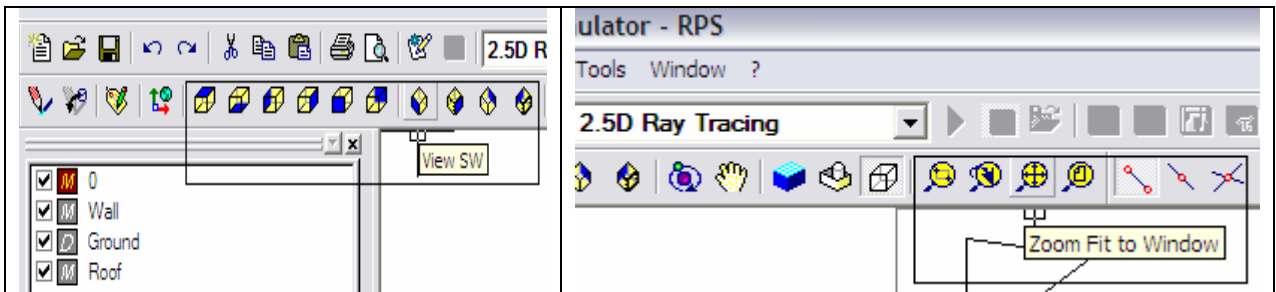 2.5D R
View SW
0
Wall
Ground
Roof
ulator - RPS
Tools Window ?
2.5D Ray Tracing
Zoom Fit to Window